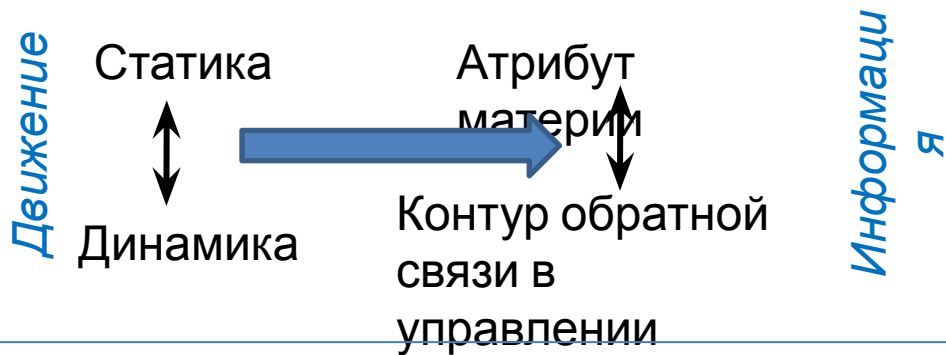 Движение
Статика
Динамика
Атрибут
материи
Контур обратной
связи в
управлении
Информаци
я